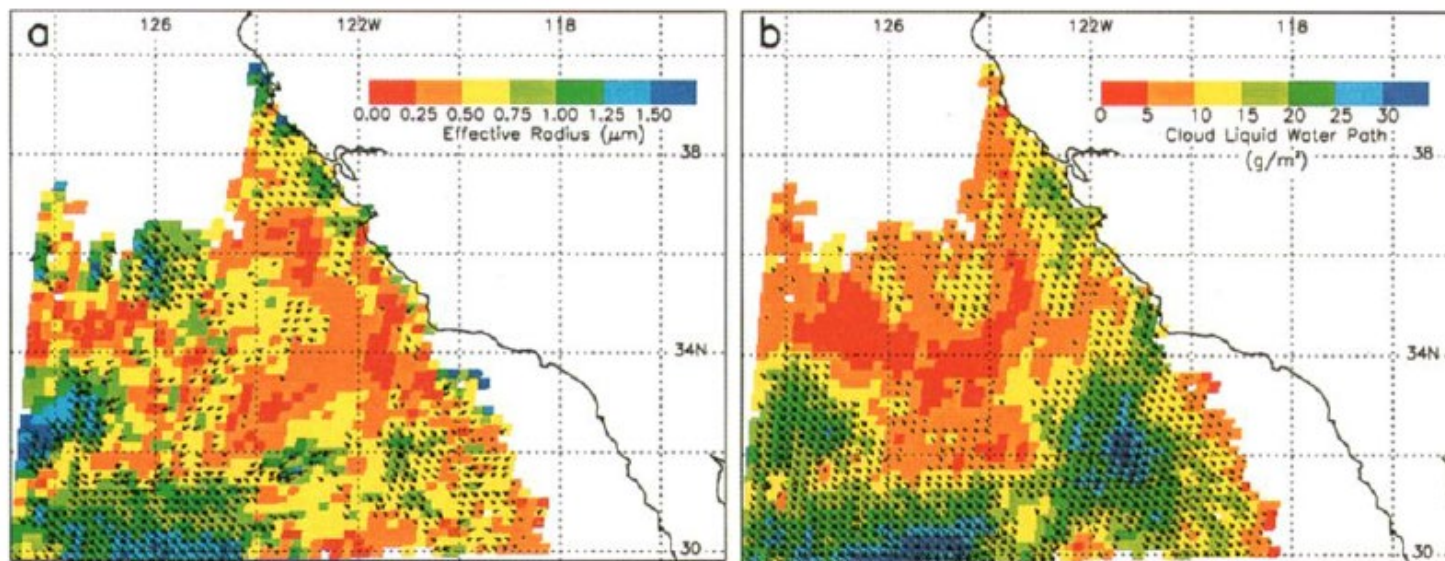 a
126
122W
118
0.00 0.25 0.50 0.75 1.00 1.25 1.50
Effective Radius (μm)
b
126
122W
118
0 5 10 15 20 25 30
Cloud Liquid Water Path
(g/m²)
38
34N
30
38
34N
30